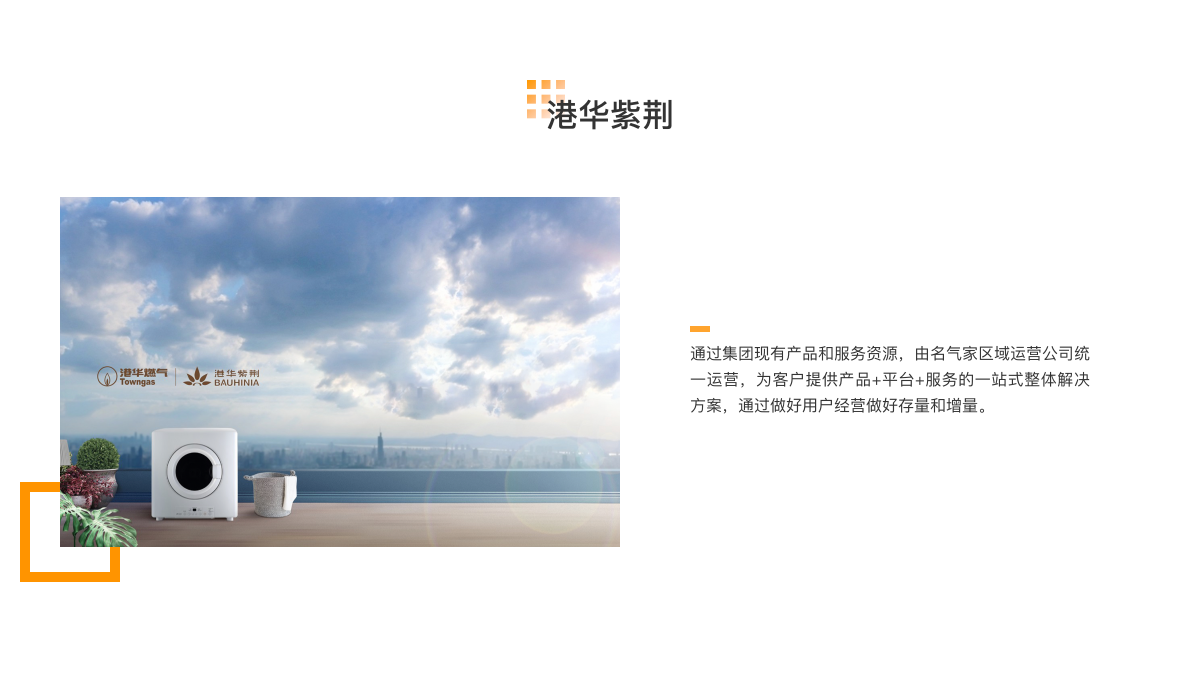 港华紫荆
港华燃气 港华紫荆
Towngas BAUHINIA
通过集团现有产品和服务资源，由名气家区域运营公司统
一运营，为客户提供产品+平台+服务的一站式整体解决
方案，通过做好用户经营做好存量和增量。